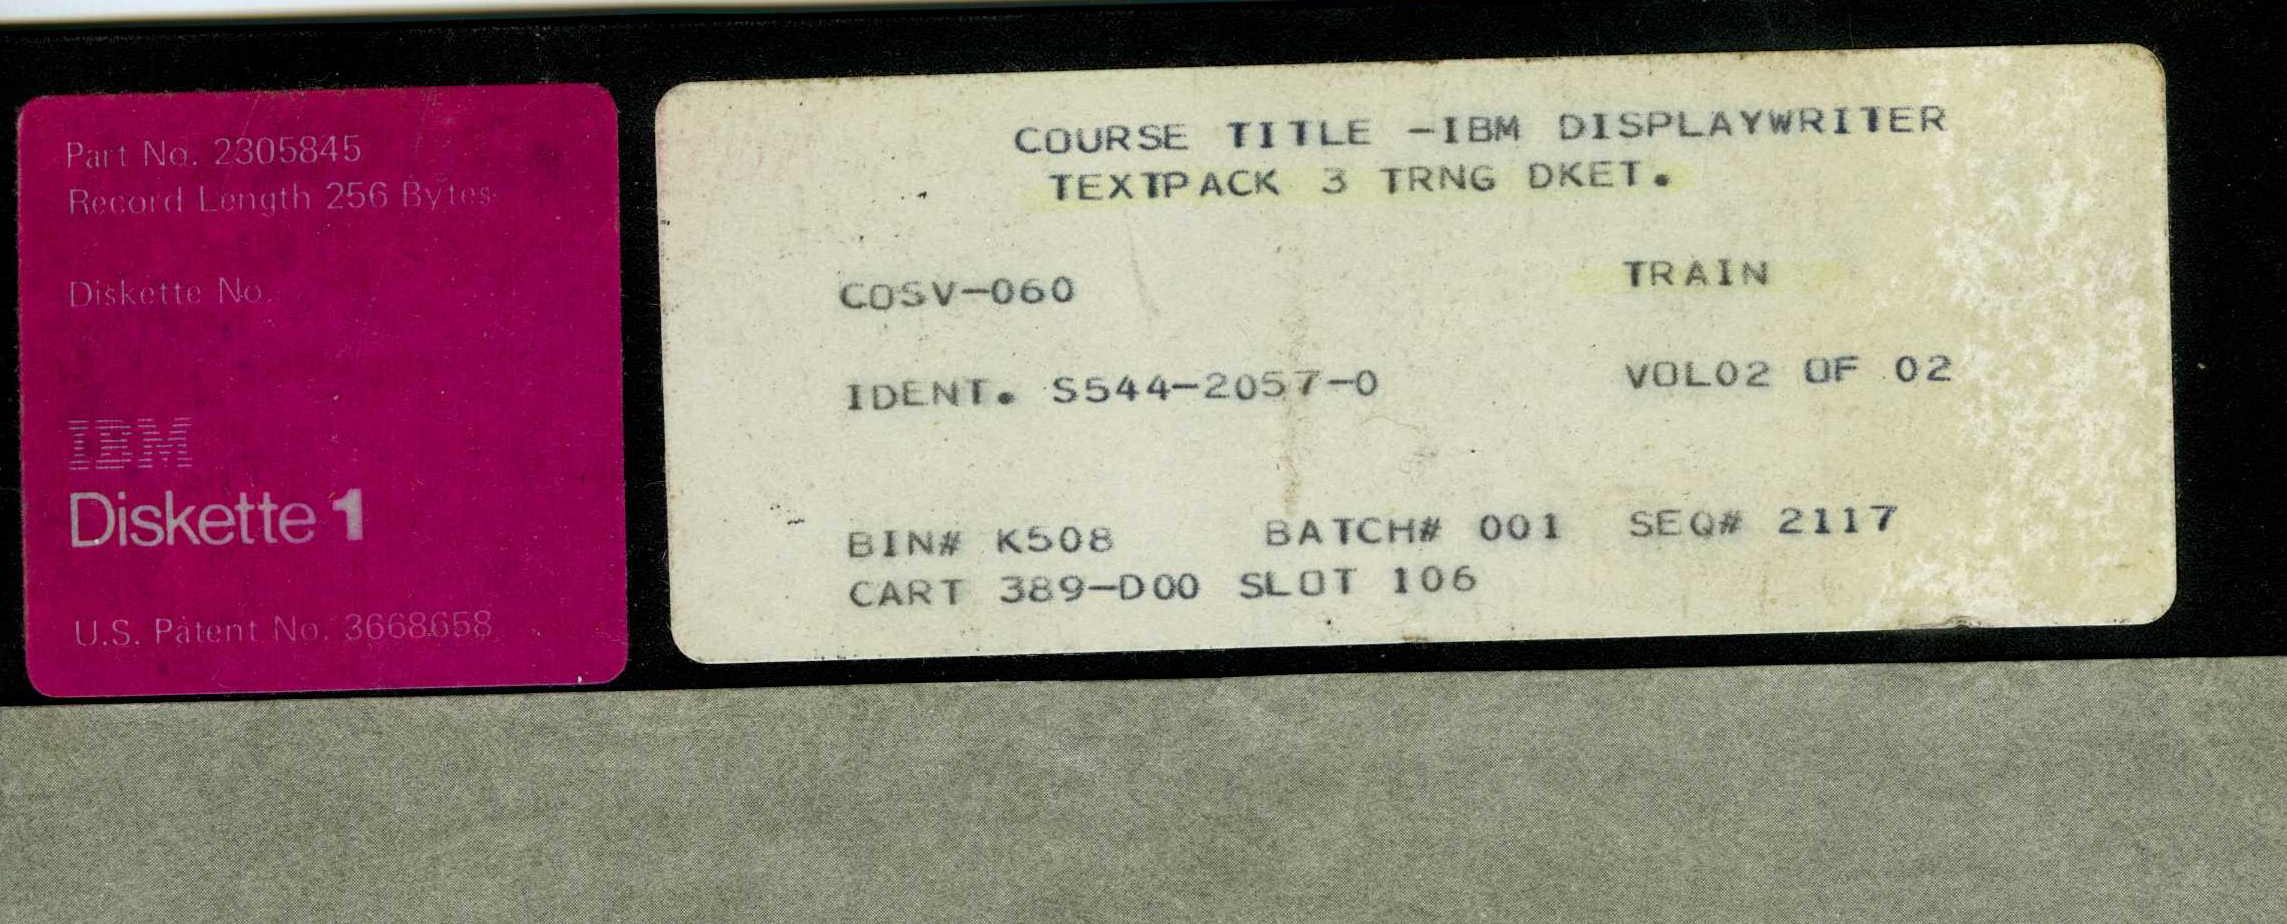 Part No. 2305845
Record Length 256 Bytes
Diskette No.
IBM
Diskette 1
U.S. Patent No. 3668658
COURSE TITLE -IBM DISPLAYWRITER
TEXTPACK 3 TRNG DKET.
COSV-060 TRAIN
IDENT. S544-2057-0 VOL02 OF 02
BIN# K508 BATCH# 001 SEQ# 2117
CART 389-D00 SLOT 106